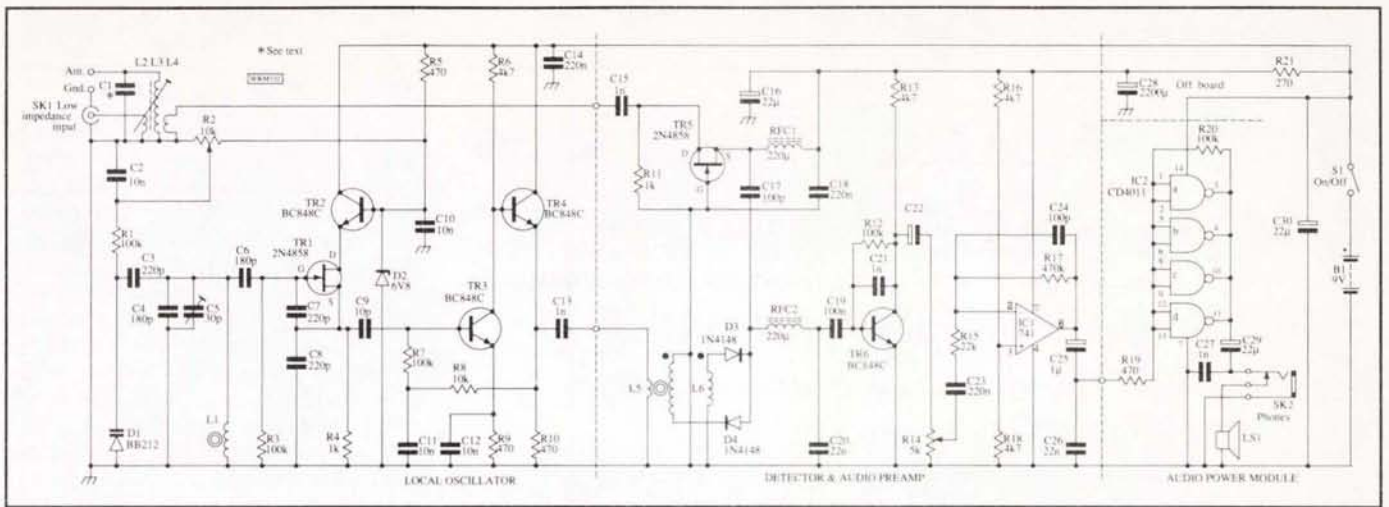 * See text
Ant.
Gnd.
SK1 Low
impedance
input
L2 L3 L4
C1
*
R2
10k
C2
10n
R1
100k
C3
220p
C4
180p
C5
30p
C6
180p
D1
BB212
L1
R3
100k
TR1
2N4858
G
D
S
C7
220p
C8
220p
R4
1k
TR2
BC848C
C9
10p
D2
6V8
R5
470
C10
10n
R6
4k7
C14
220n
TR4
BC848C
TR3
BC848C
R7
100k
R8
10k
C11
10n
C12
10n
R9
470
R10
470
C13
1n
LOCAL OSCILLATOR
C15
1n
R11
1k
TR5
2N4858
D
S
G
C16
22µ
RFC1
220µ
C17
100p
C18
220n
L5
L6
D3
1N4148
D4
1N4148
RFC2
220µ
C19
100n
C20
22n
R12
100k
C21
1n
TR6
BC848C
R13
4k7
C22
R14
5k
R15
22k
C23
220n
R16
4k7
R18
4k7
C24
100p
R17
470k
IC1
741
2
3
7
4
6
C25
1µ
C26
22n
DETECTOR & AUDIO PREAMP
C28
2200µ
Off board
R21
270
R20
100k
IC2
CD4011
14
a
b
c
d
R19
470
C27
1n
C29
22µ
C30
22µ
S1
On/Off
B1
9V
SK2
Phones
LS1
AUDIO POWER MODULE